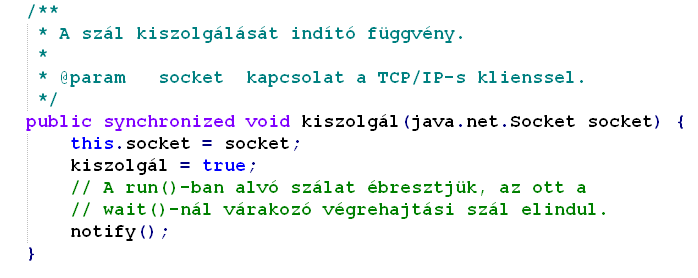 /**
 * A szál kiszolgálását indító függvény.
 *
 * @param   socket  kapcsolat a TCP/IP-s klienssel.
 */
public synchronized void kiszolgál(java.net.Socket socket) {
    this.socket = socket;
    kiszolgál = true;
    // A run()-ban alvó szálat ébresztjük, az ott a
    // wait()-nál várakozó végrehajtási szál elindul.
    notify();
}